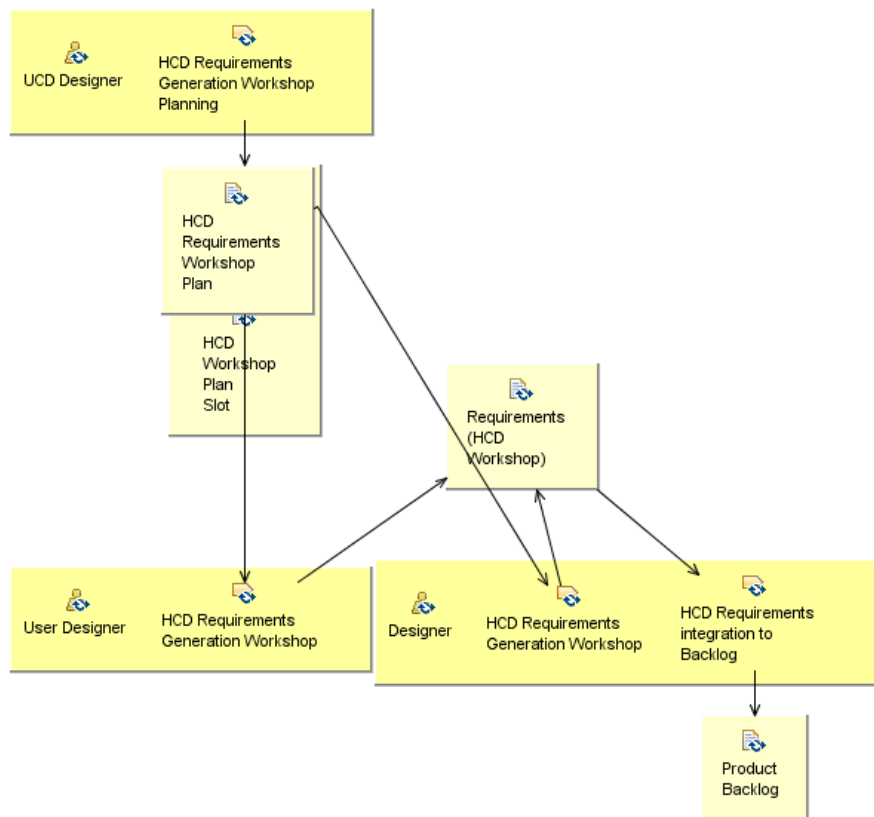 UCD Designer
HCD Requirements
Generation Workshop
Planning
HCD
Requirements
Workshop
Plan
HCD
Workshop
Plan
Slot
Requirements
(HCD
Workshop)
User Designer
HCD Requirements
Generation Workshop
Designer
HCD Requirements
Generation Workshop
HCD Requirements
integration to
Backlog
Product
Backlog